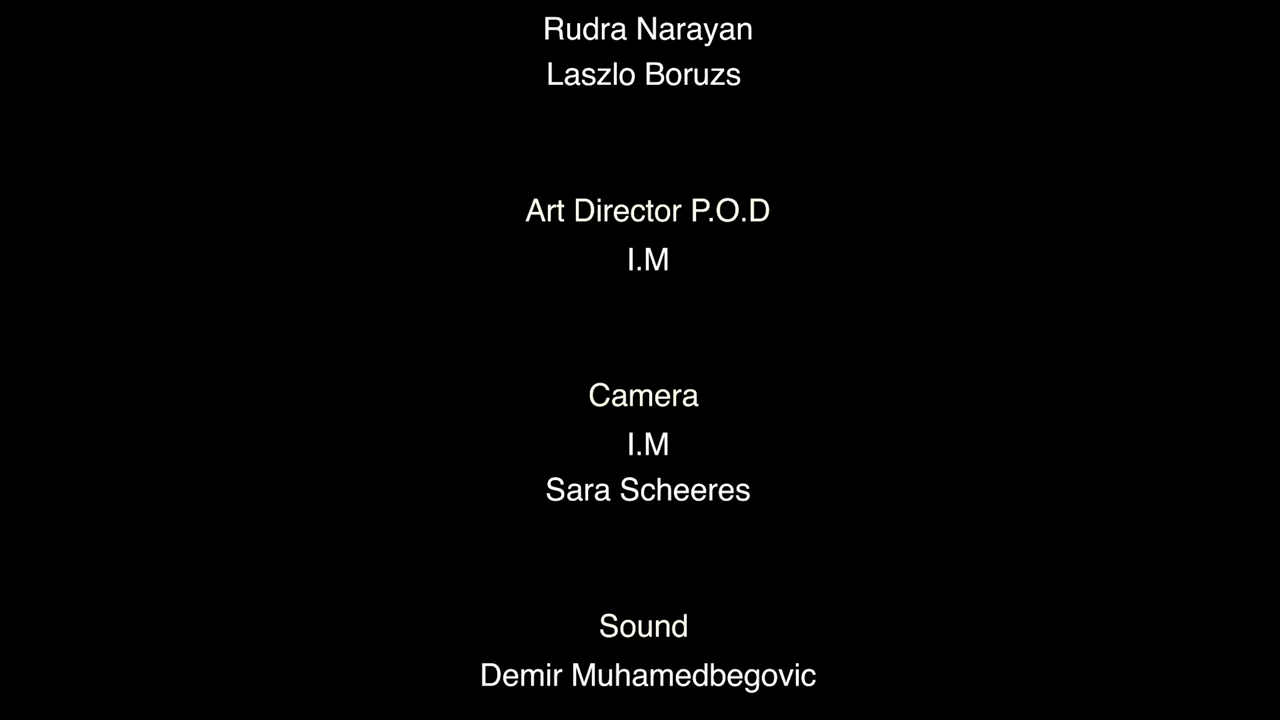 Rudra Narayan
Laszlo Boruzs
Art Director P.O.D
I.M
Camera
I.M
Sara Scheeres
Sound
Demir Muhamedbegovic